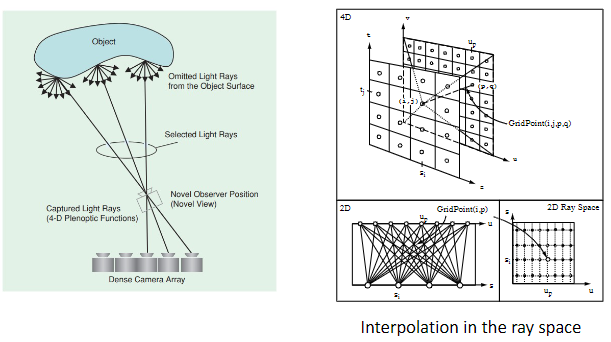 Object
Omitted Light Rays
from the Object Surface
Selected Light Rays
Novel Observer Position
(Novel View)
Captured Light Rays
(4-D Plenoptic Functions)
Dense Camera Array
4D
v
t
u_p
(p,q)
(i,j)
t_j
GridPoint(i,j,p,q)
u
s_i
s
2D
GridPoint(i,p)
u_p
u
s_i
s
2D Ray Space
s
s_i
u_p
u
Interpolation in the ray space